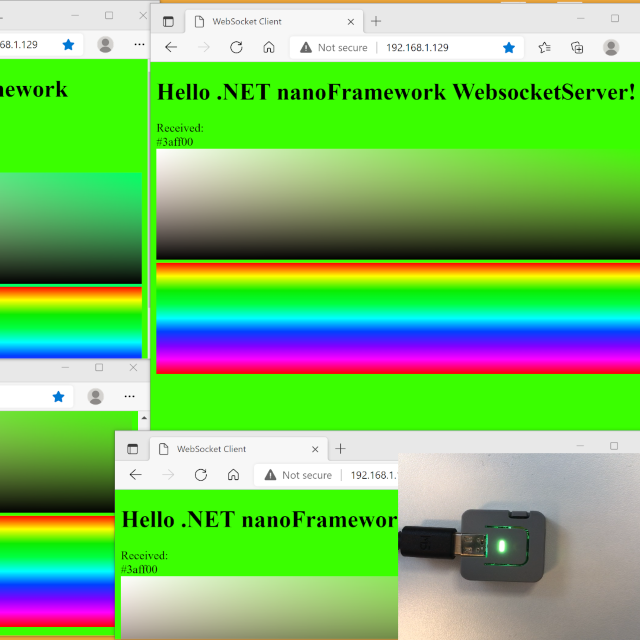 68.1.129
nework
WebSocket Client
Not secure
192.168.1.129
Hello .NET nanoFramework WebsocketServer!
Received:
#3aff00
WebSocket Client
Not secure
192.168.1.
Hello .NET nanoFramewor
Received:
#3aff00